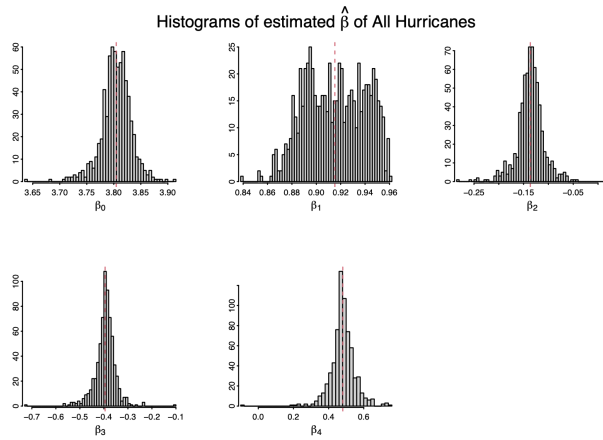 Histograms of estimated β̂ of All Hurricanes
0 10 20 30 40 50 60
3.65 3.75 3.80 3.85 3.90
β0
0 5 10 15 20 25
0.84 0.86 0.88 0.90 0.92 0.94 0.96
β1
0 10 20 30 40 50 60 70
-0.25 -0.15 -0.05
β2
0 20 40 60 80 100
-0.7 -0.6 -0.5 -0.4 -0.3 -0.2 -0.1
β3
0 20 40 60 80 100
0.0 0.2 0.4 0.6
β4